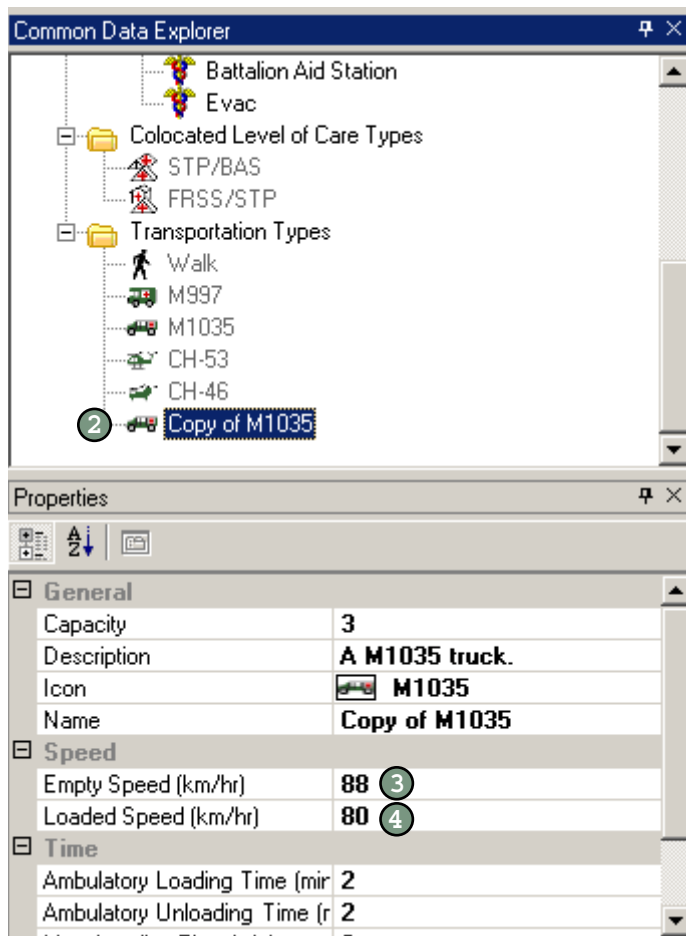 Common Data Explorer
Battalion Aid Station
Evac
Colocated Level of Care Types
STP/BAS
FRSS/STP
Transportation Types
Walk
M997
M1035
CH-53
CH-46
2 Copy of M1035
Properties
A Z
General
Capacity 3
Description A M1035 truck.
Icon M1035
Name Copy of M1035
Speed
Empty Speed (km/hr) 88 3
Loaded Speed (km/hr) 80 4
Time
Ambulatory Loading Time (mir 2
Ambulatory Unloading Time (r 2